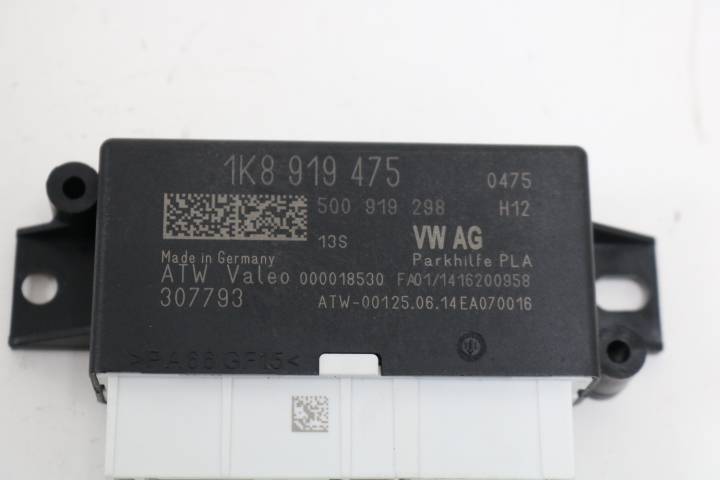 1K8 919 475 0475
500 919 298 H12
13S VW AG
Made in Germany Parkhilfe PLA
ATW Valeo 000018530 FA01/1416200958
307793 ATW-00125.06.14EA070016
>PA66 GF15<